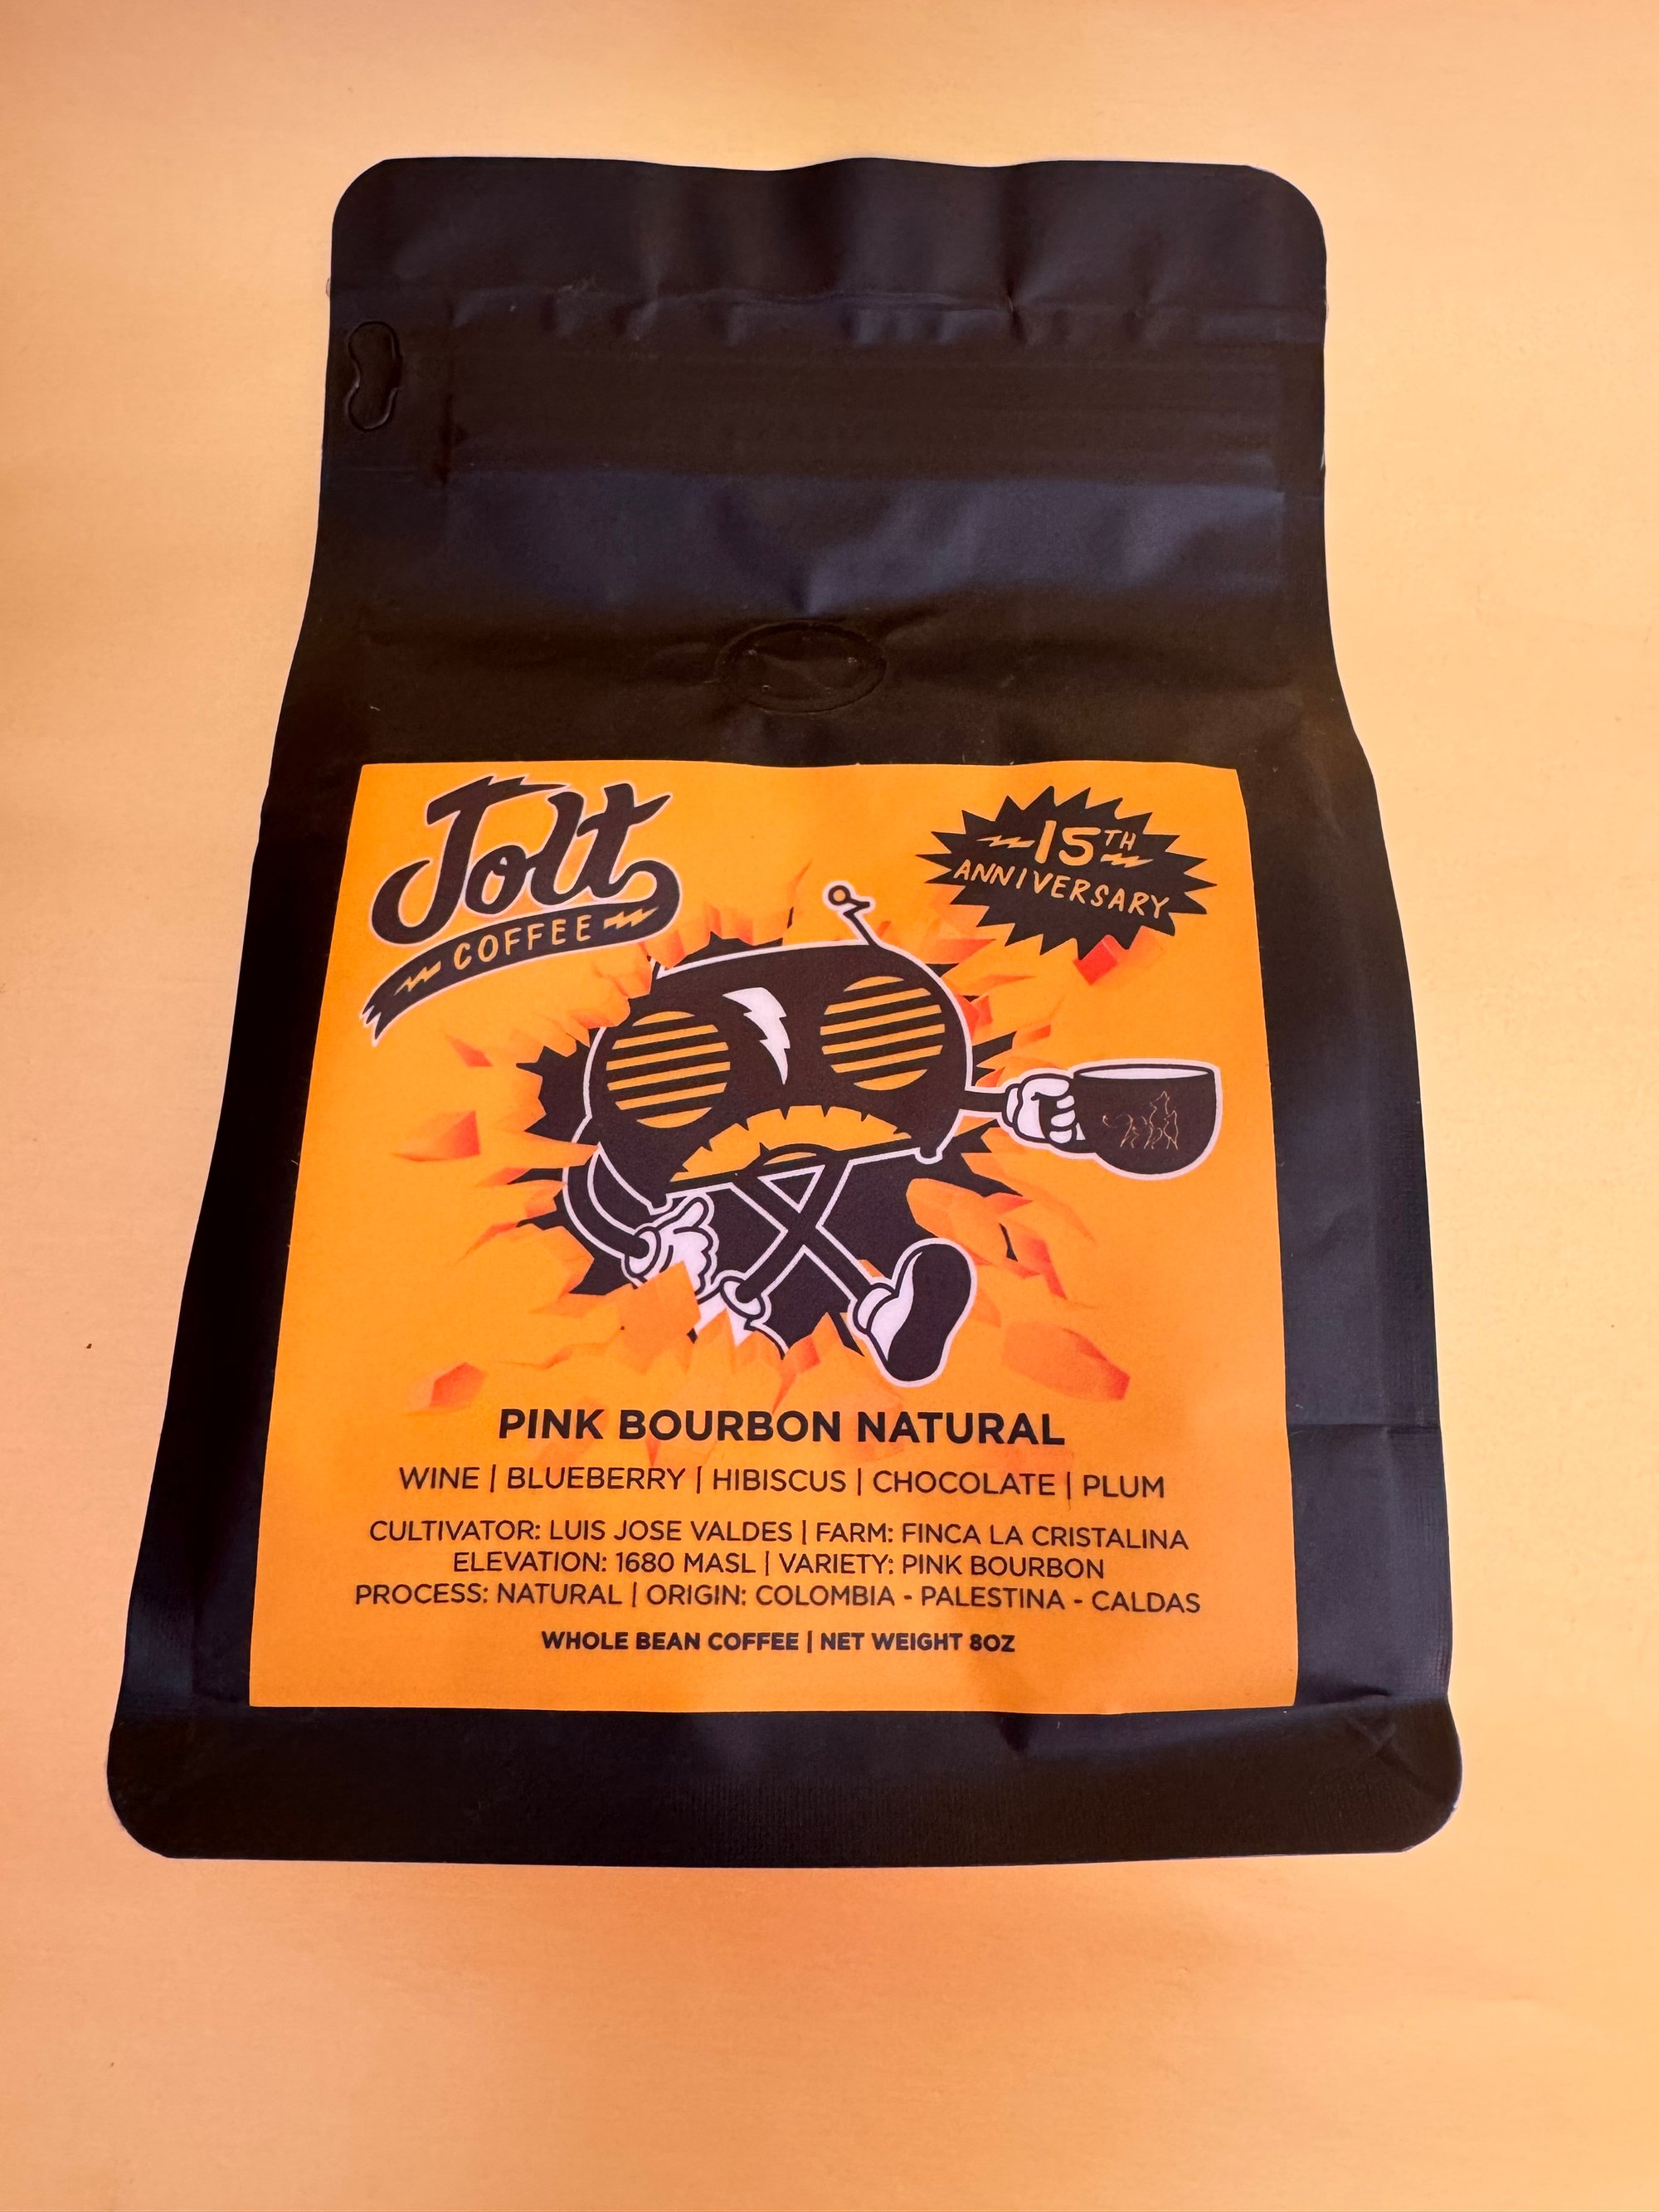 Jolt
COFFEE
15TH
ANNIVERSARY
PINK BOURBON NATURAL
WINE | BLUEBERRY | HIBISCUS | CHOCOLATE | PLUM
CULTIVATOR: LUIS JOSE VALDES | FARM: FINCA LA CRISTALINA
ELEVATION: 1680 MASL | VARIETY: PINK BOURBON
PROCESS: NATURAL | ORIGIN: COLOMBIA - PALESTINA - CALDAS
WHOLE BEAN COFFEE | NET WEIGHT 8OZ